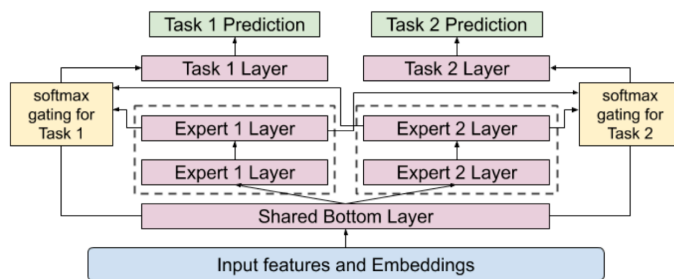 Task 1 Prediction
Task 2 Prediction
Task 1 Layer
Task 2 Layer
softmax
gating for
Task 1
softmax
gating for
Task 2
Expert 1 Layer
Expert 2 Layer
Expert 1 Layer
Expert 2 Layer
Shared Bottom Layer
Input features and Embeddings